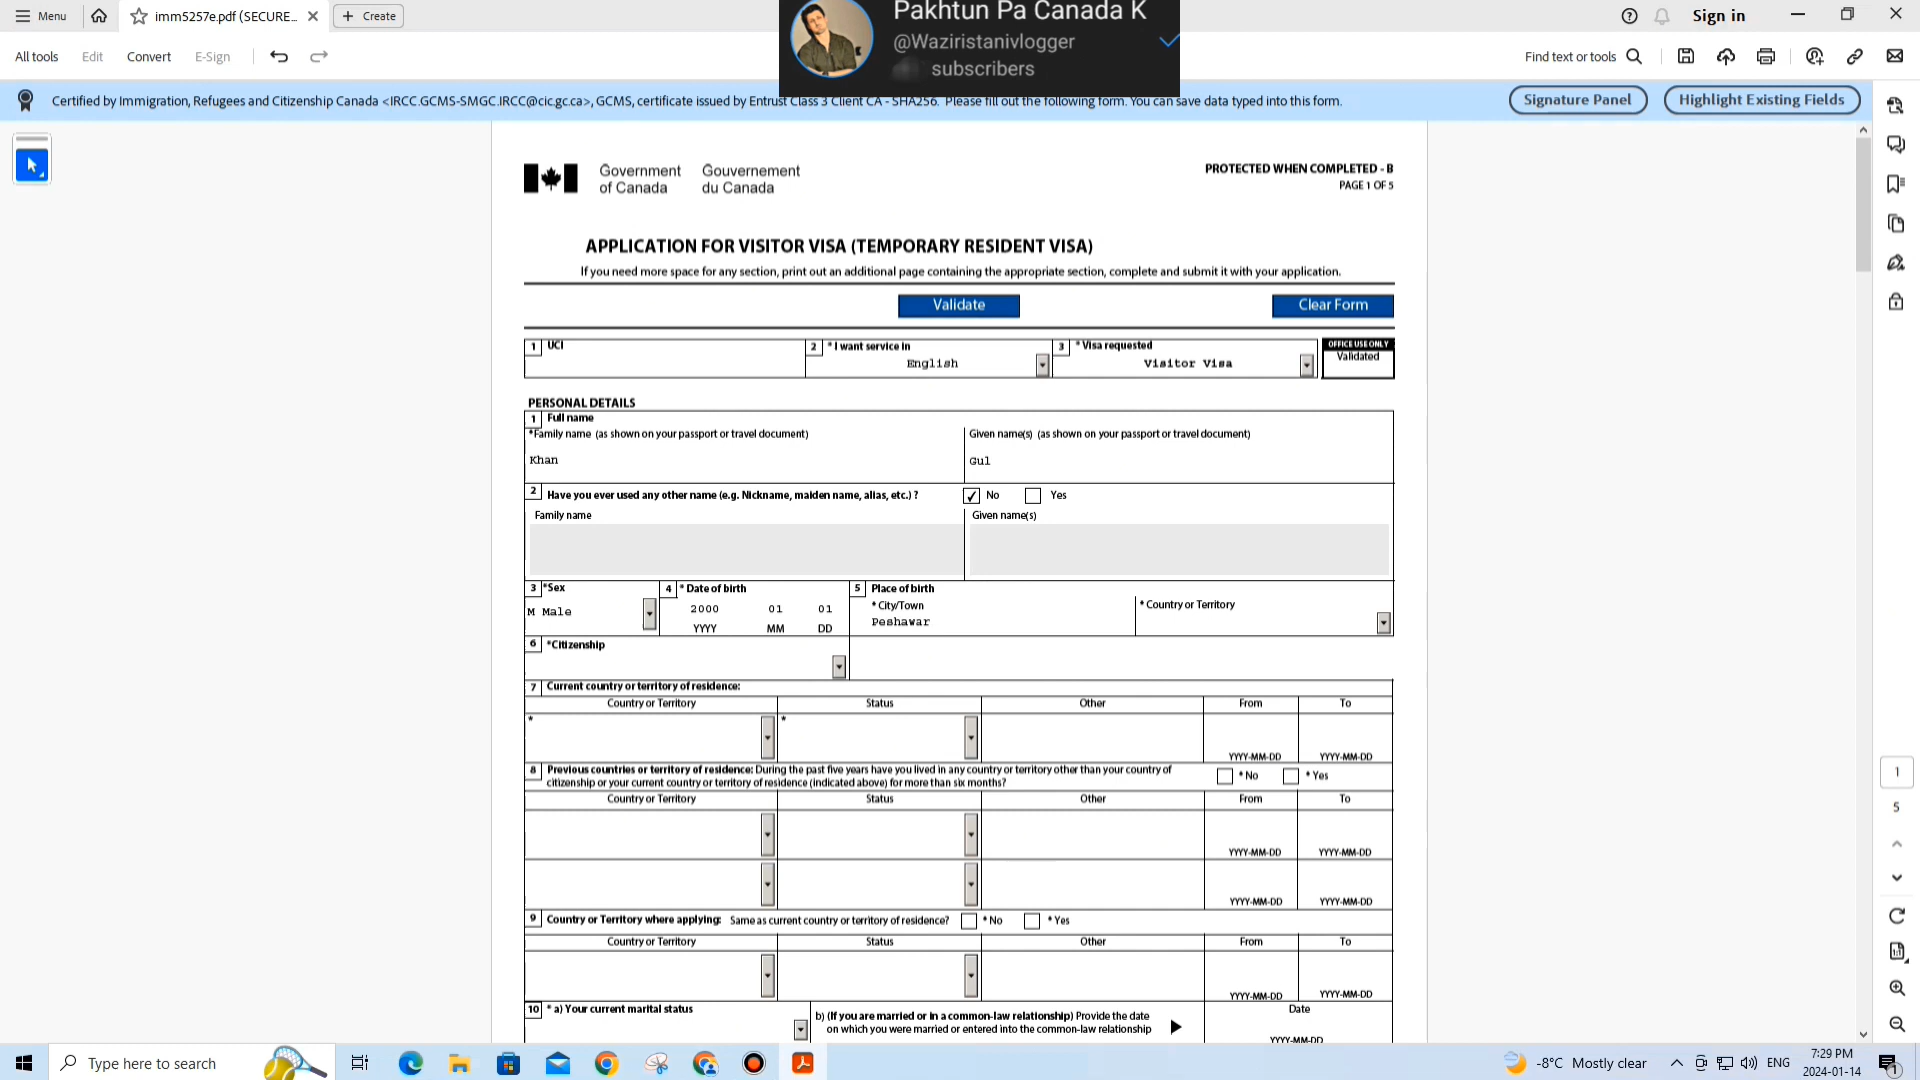 Menu
imm5257e.pdf (SECURE...
Create
Pakhtun Pa Canada K
@Waziristanivlogger
subscribers
Sign in
All tools
Edit
Convert
E-Sign
Find text or tools
Certified by Immigration, Refugees and Citizenship Canada <IRCC.GCMS-SMGC.IRCC@cic.gc.ca>, GCMS, certificate issued by Entrust Class 3 Client CA - SHA256. Please fill out the following form. You can save data typed into this form.
Signature Panel
Highlight Existing Fields
Government of Canada
Gouvernement du Canada
PROTECTED WHEN COMPLETED - B
PAGE 1 OF 5
APPLICATION FOR VISITOR VISA (TEMPORARY RESIDENT VISA)
If you need more space for any section, print out an additional page containing the appropriate section, complete and submit it with your application.
Validate
Clear Form
1 UCI
2 * I want service in
English
3 * Visa requested
Visitor Visa
OFFICE USE ONLY
Validated
PERSONAL DETAILS
1 Full name
*Family name (as shown on your passport or travel document)
Given name(s) (as shown on your passport or travel document)
Khan
Gul
2 Have you ever used any other name (e.g. Nickname, maiden name, alias, etc.) ?
No
Yes
Family name
Given name(s)
3 *Sex
M Male
4 * Date of birth
2000 01 01
YYYY MM DD
5 Place of birth
* City/Town
Peshawar
* Country or Territory
6 *Citizenship
7 Current country or territory of residence:
Country or Territory Status Other From To
* *
YYYY-MM-DD YYYY-MM-DD
8 Previous countries or territory of residence: During the past five years have you lived in any country or territory other than your country of
citizenship or your current country or territory of residence (indicated above) for more than six months?
* No * Yes
Country or Territory Status Other From To
YYYY-MM-DD YYYY-MM-DD
YYYY-MM-DD YYYY-MM-DD
9 Country or Territory where applying: Same as current country or territory of residence? * No * Yes
Country or Territory Status Other From To
YYYY-MM-DD YYYY-MM-DD
10 * a) Your current marital status
b) (If you are married or in a common-law relationship) Provide the date
on which you were married or entered into the common-law relationship
Date
YYYY-MM-DD
1
5
Type here to search
-8°C Mostly clear
ENG
7:29 PM
2024-01-14
1